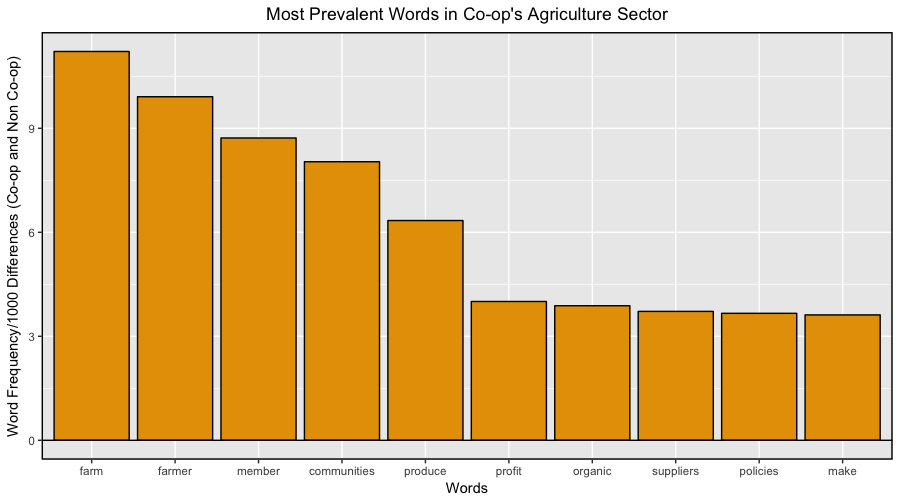 Most Prevalent Words in Co-op's Agriculture Sector
Word Frequency/1000 Differences (Co-op and Non Co-op)
9
6
3
0
farm farmer member communities produce profit organic suppliers policies make
Words